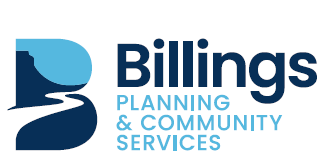 Billings
PLANNING
& COMMUNITY
SERVICES